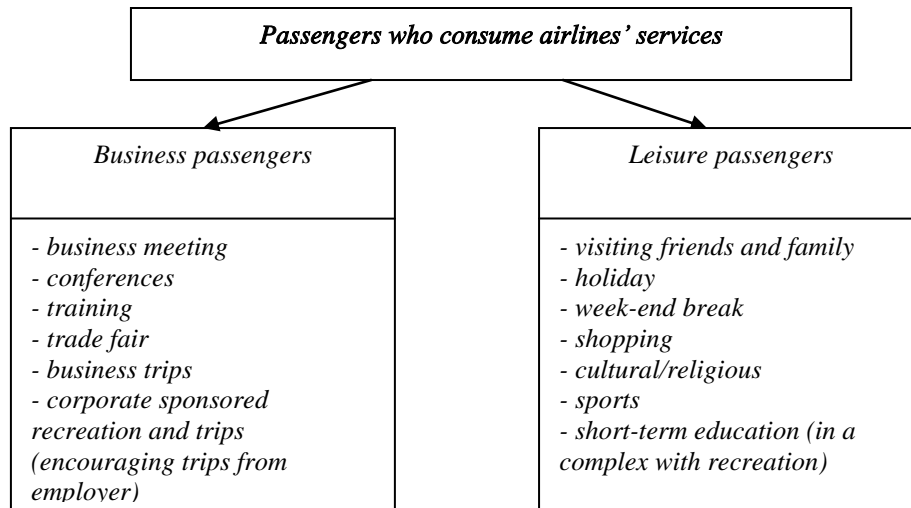 Passengers who consume airlines’ services
Business passengers
- business meeting
- conferences
- training
- trade fair
- business trips
- corporate sponsored
recreation and trips
(encouraging trips from
employer)
Leisure passengers
- visiting friends and family
- holiday
- week-end break
- shopping
- cultural/religious
- sports
- short-term education (in a
complex with recreation)